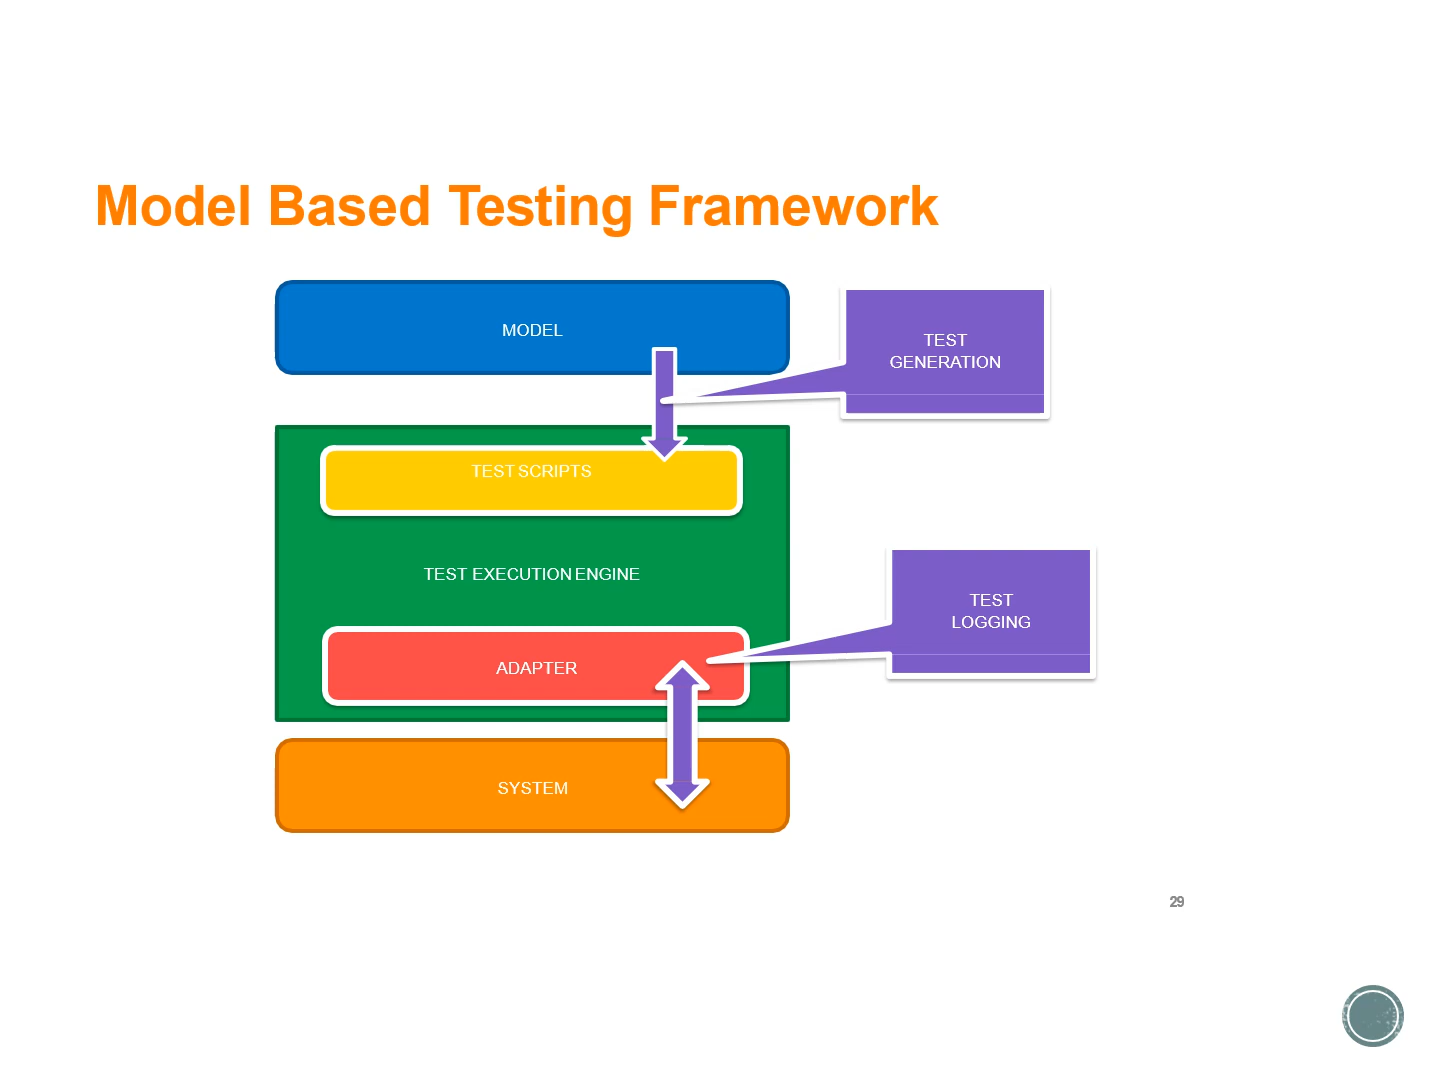 Model Based Testing Framework
MODEL
TEST
GENERATION
TEST SCRIPTS
TEST EXECUTION ENGINE
TEST
LOGGING
ADAPTER
SYSTEM
29